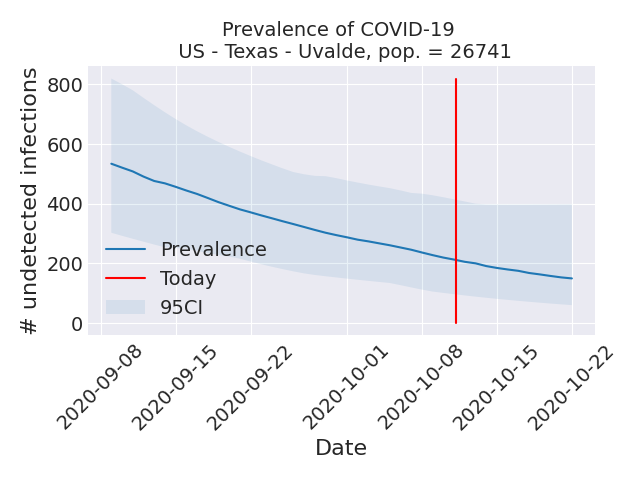 Prevalence of COVID-19
US - Texas - Uvalde, pop. = 26741
# undetected infections
800
600
400
200
0
Prevalence
Today
95CI
2020-09-08
2020-09-15
2020-09-22
2020-10-01
2020-10-08
2020-10-15
2020-10-22
Date